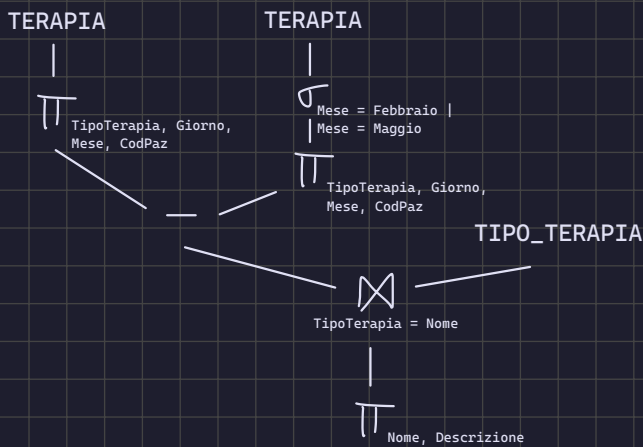 TERAPIA
TERAPIA
π
TipoTerapia, Giorno,
Mese, CodPaz
σ
Mese = Febbraio |
Mese = Maggio
π
TipoTerapia, Giorno,
Mese, CodPaz
—
TIPO_TERAPIA
⋈
TipoTerapia = Nome
π
Nome, Descrizione